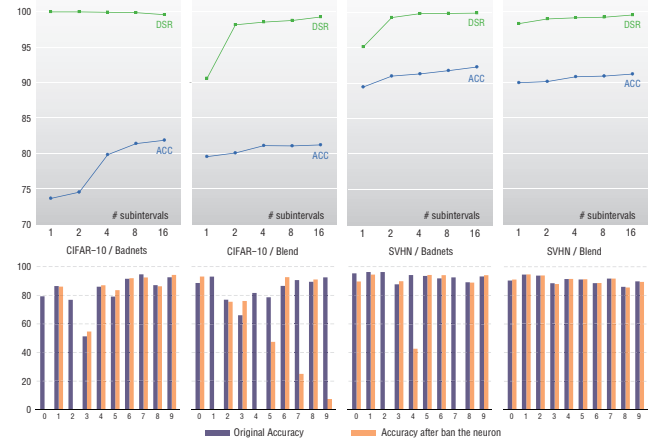 100
95
90
85
80
75
70
DSR
ACC
# subintervals
1 2 4 8 16
CIFAR–10 / Badnets
DSR
ACC
# subintervals
1 2 4 8 16
CIFAR–10 / Blend
DSR
ACC
# subintervals
1 2 4 8 16
SVHN / Badnets
DSR
ACC
# subintervals
1 2 4 8 16
SVHN / Blend
100
80
60
40
20
0
0 1 2 3 4 5 6 7 8 9
0 1 2 3 4 5 6 7 8 9
0 1 2 3 4 5 6 7 8 9
0 1 2 3 4 5 6 7 8 9
Original Accuracy
Accuracy after ban the neuron